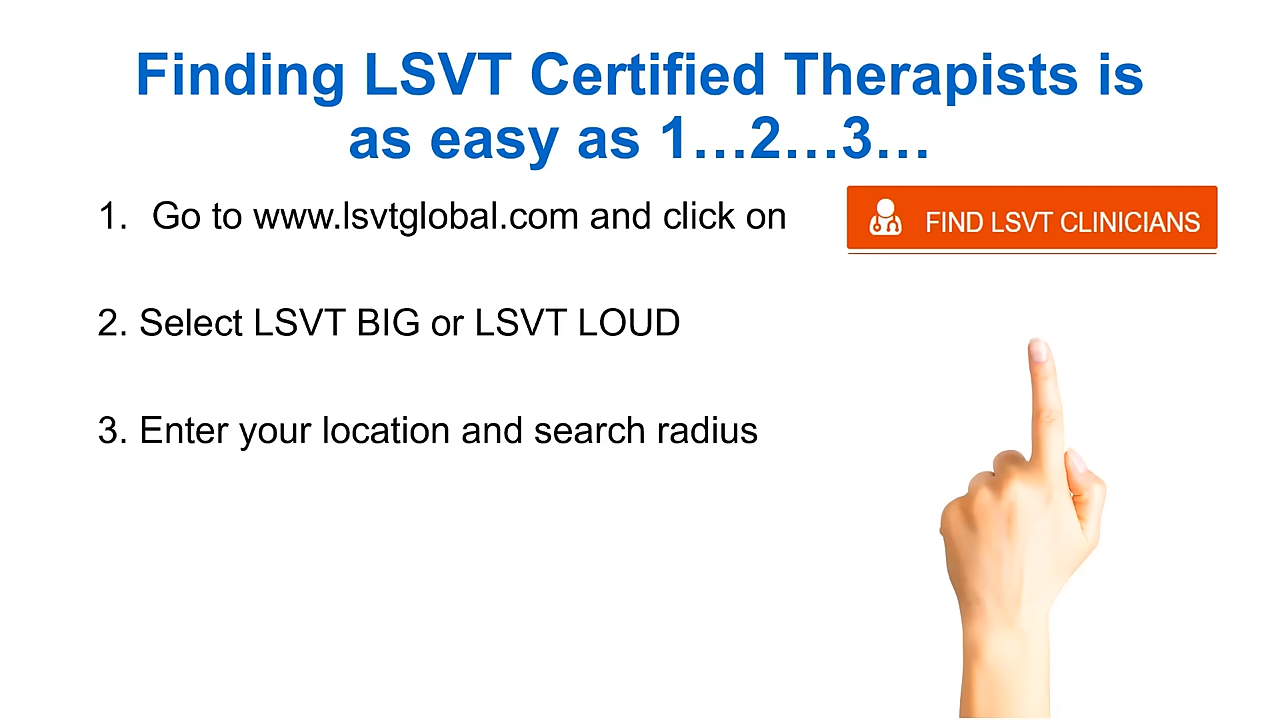 Finding LSVT Certified Therapists is
as easy as 1…2…3…
1. Go to www.lsvtglobal.com and click on
FIND LSVT CLINICIANS
2. Select LSVT BIG or LSVT LOUD
3. Enter your location and search radius